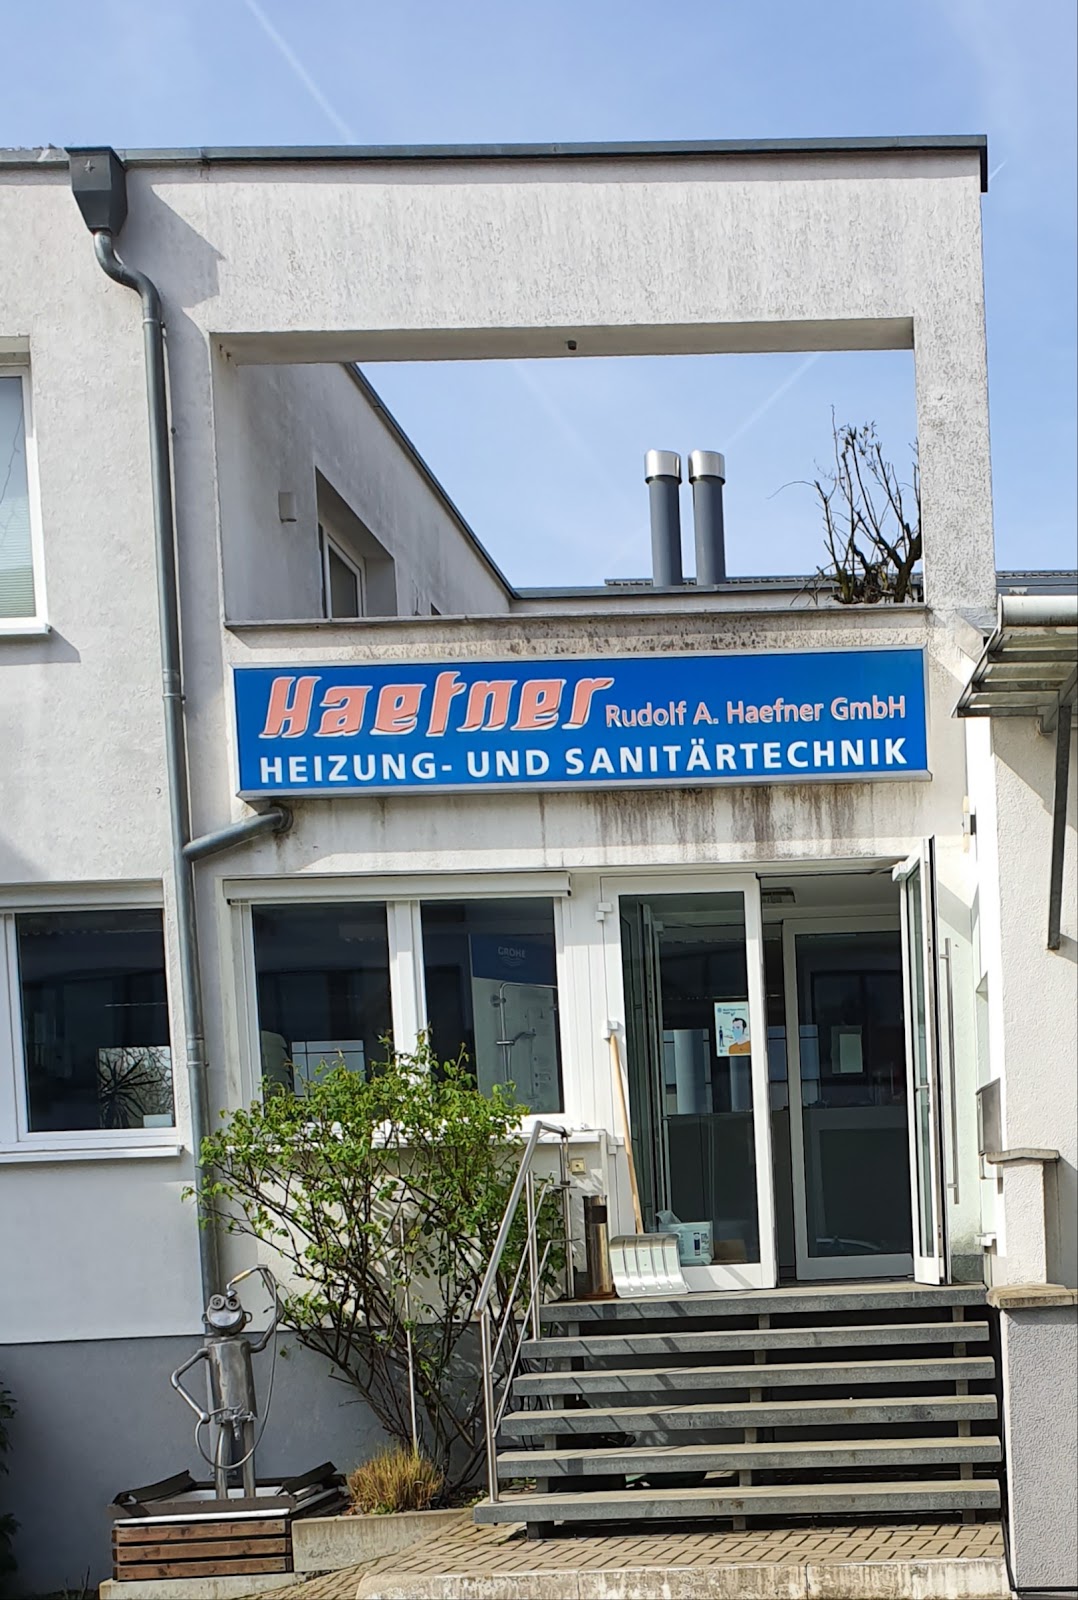 Haefner Rudolf A. Haefner GmbH
HEIZUNG- UND SANITÄRTECHNIK
GROHE